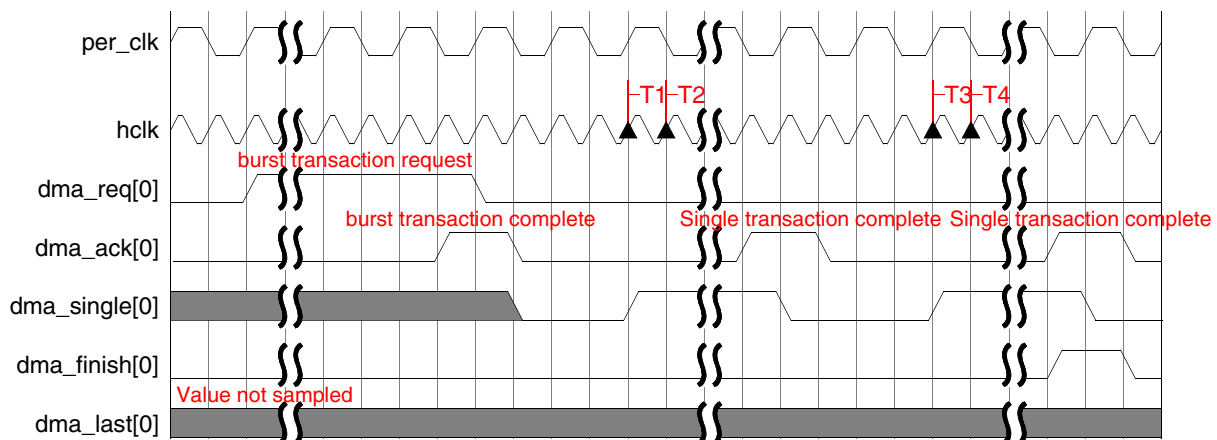 per_clk
T1 T2 T3 T4
hclk
burst transaction request
dma_req[0]
burst transaction complete Single transaction complete Single transaction complete
dma_ack[0]
dma_single[0]
dma_finish[0]
Value not sampled
dma_last[0]